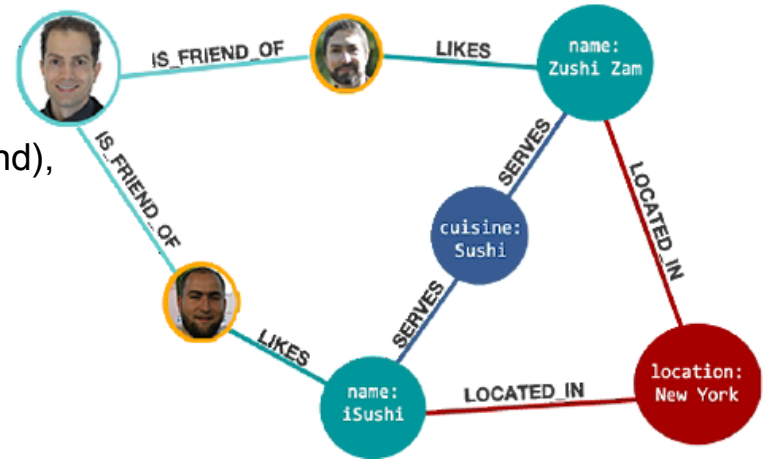 IS_FRIEND_OF
LIKES
name:
Zushi Zam
nd),
IS_FRIEND_OF
SERVES
LOCATED_IN
cuisine:
Sushi
SERVES
LIKES
name:
iSushi
LOCATED_IN
location:
New York